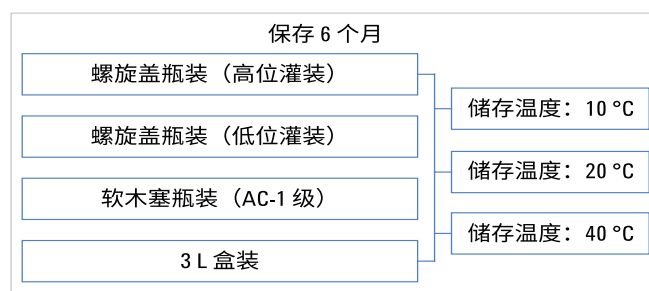 保存 6 个月
螺旋盖瓶装（高位灌装）
螺旋盖瓶装（低位灌装）
软木塞瓶装（AC-1 级）
3 L 盒装
储存温度：10 °C
储存温度：20 °C
储存温度：40 °C